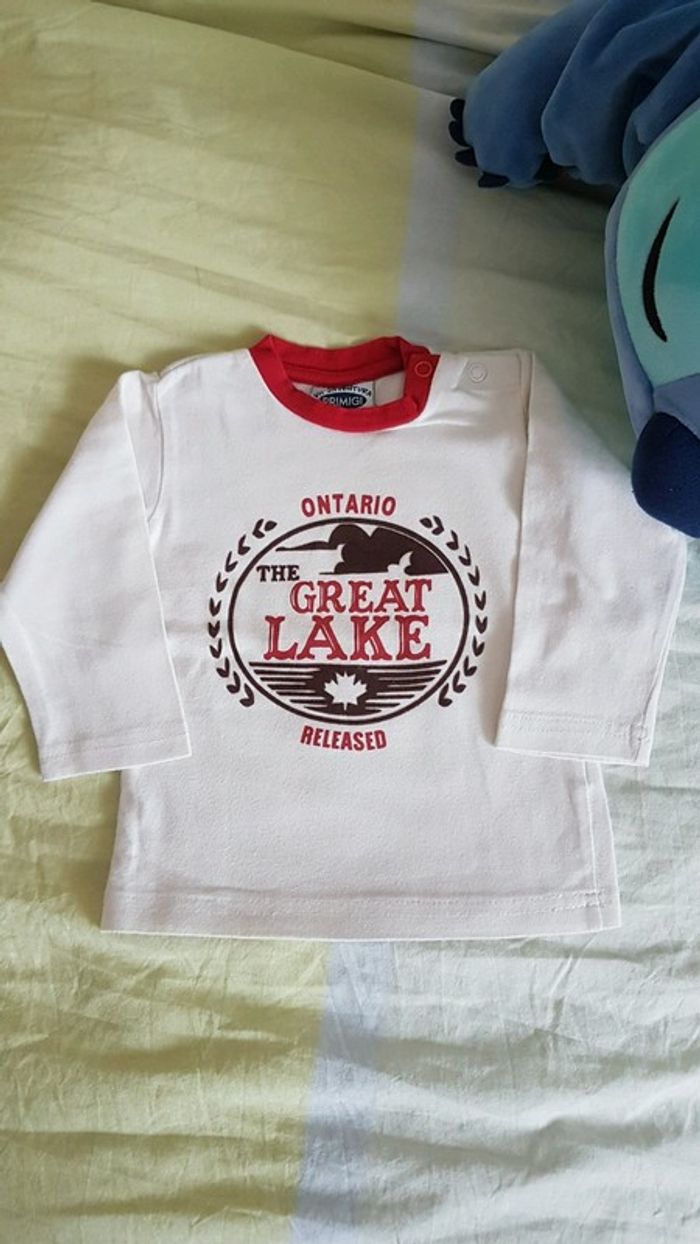 PRIMIGI
ONTARIO
THE
GREAT
LAKE
RELEASED